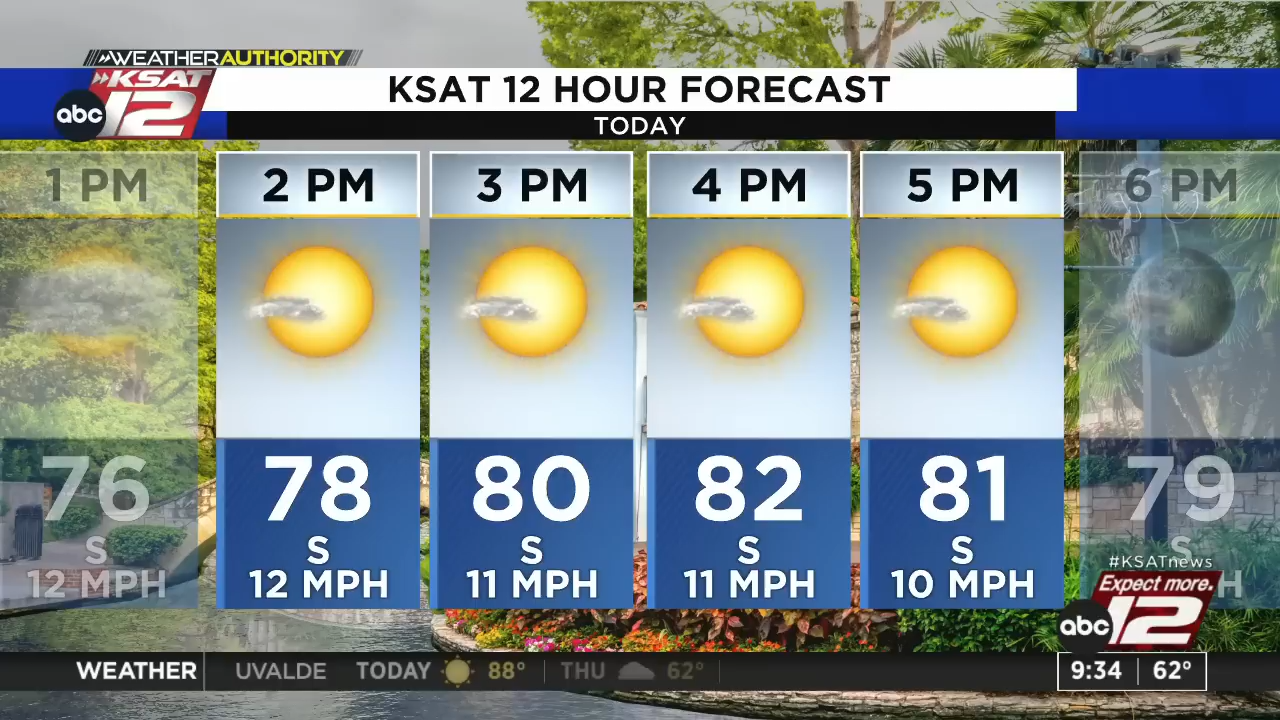 WEATHERAUTHORITY
KSAT
abc 12
KSAT 12 HOUR FORECAST
TODAY
1 PM 2 PM 3 PM 4 PM 5 PM 6 PM
76 78 80 82 81 79
S S S S S S
12 MPH 12 MPH 11 MPH 11 MPH 10 MPH H
#KSATnews
Expect more.
abc 12
WEATHER UVALDE TODAY 88° THU 62° 9:34 62°